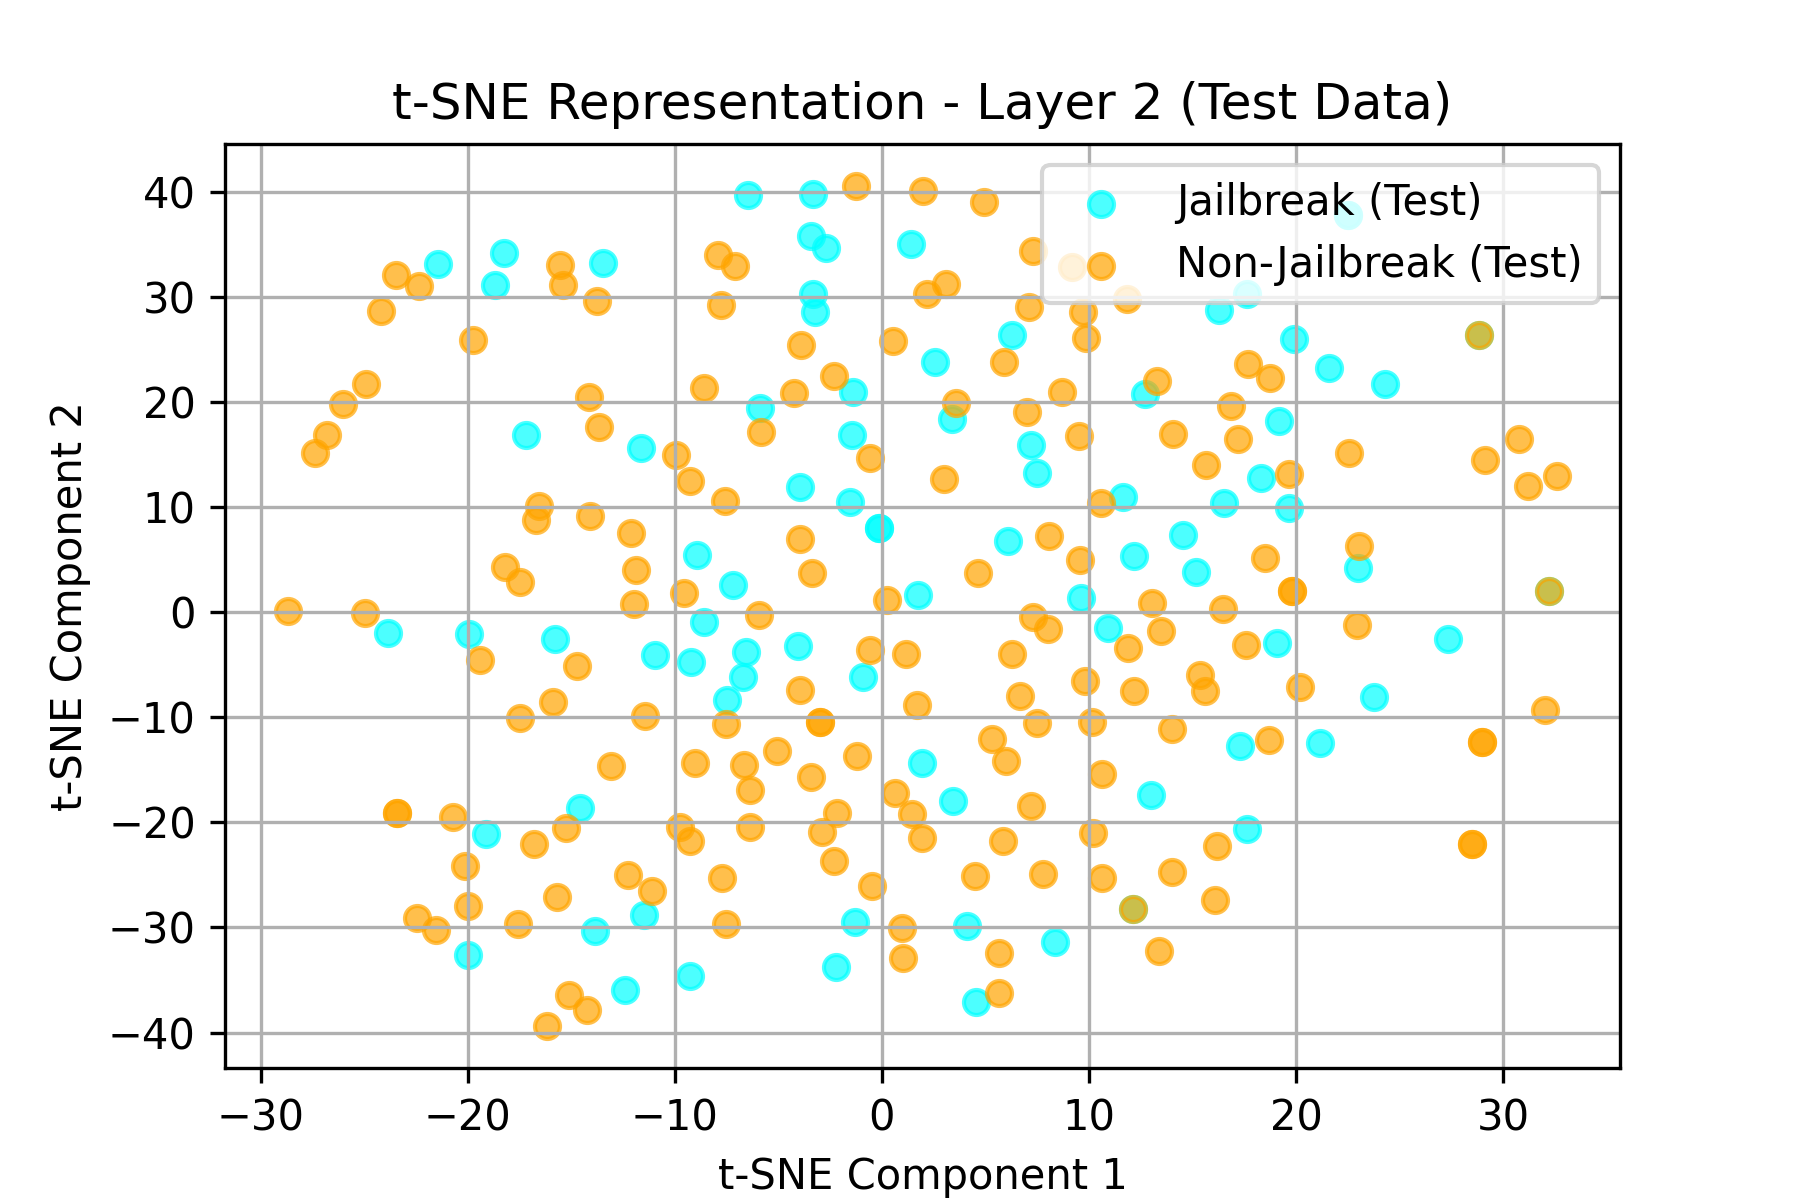 t-SNE Representation - Layer 2 (Test Data)
Jailbreak (Test)
Non-Jailbreak (Test)
t-SNE Component 2
40
30
20
10
0
−10
−20
−30
−40
−30 −20 −10 0 10 20 30
t-SNE Component 1